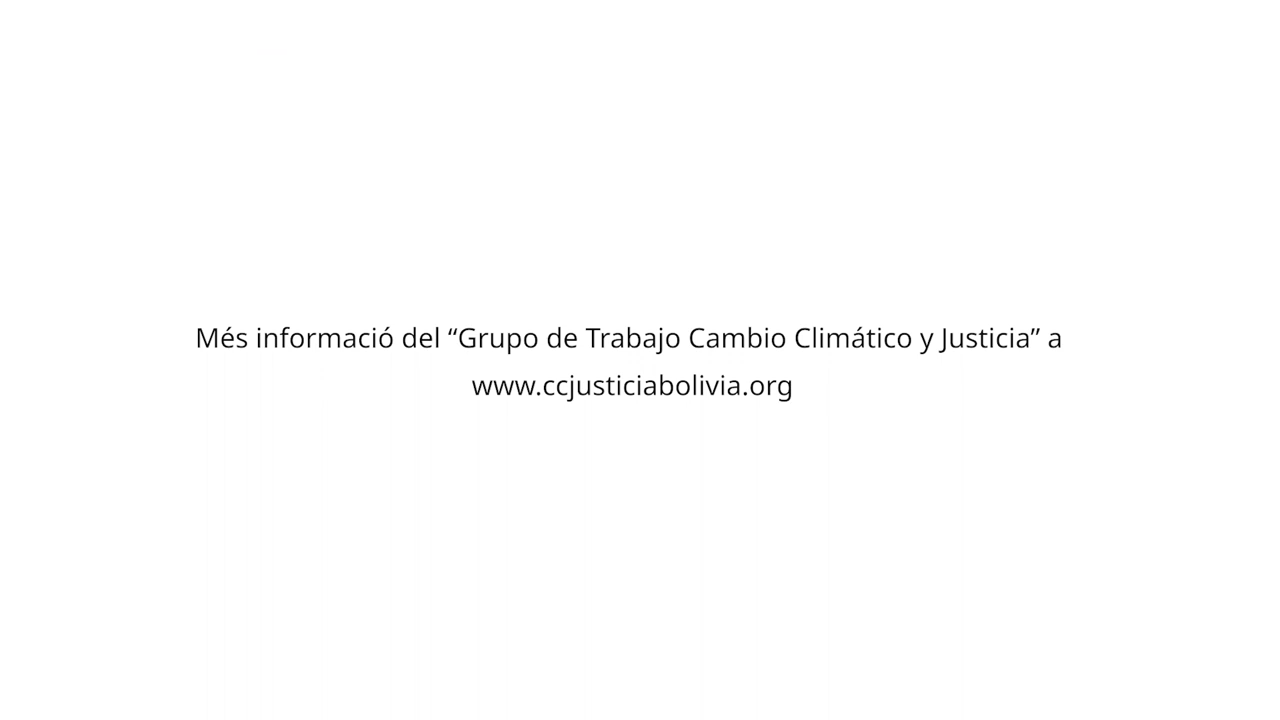 Més informació del “Grupo de Trabajo Cambio Climático y Justicia” a
www.ccjusticiabolivia.org